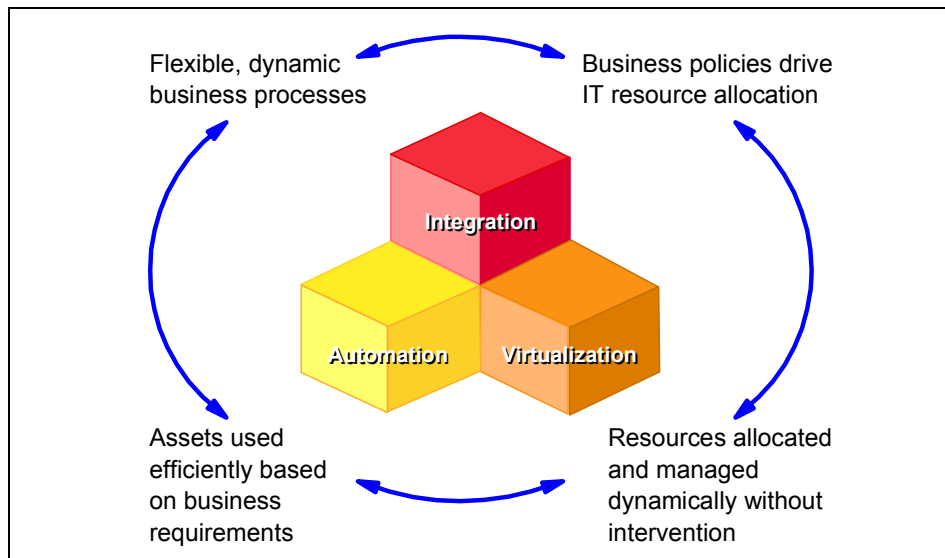 Flexible, dynamic
business processes
Business policies drive
IT resource allocation
Integration
Automation
Virtualization
Assets used
efficiently based
on business
requirements
Resources allocated
and managed
dynamically without
intervention